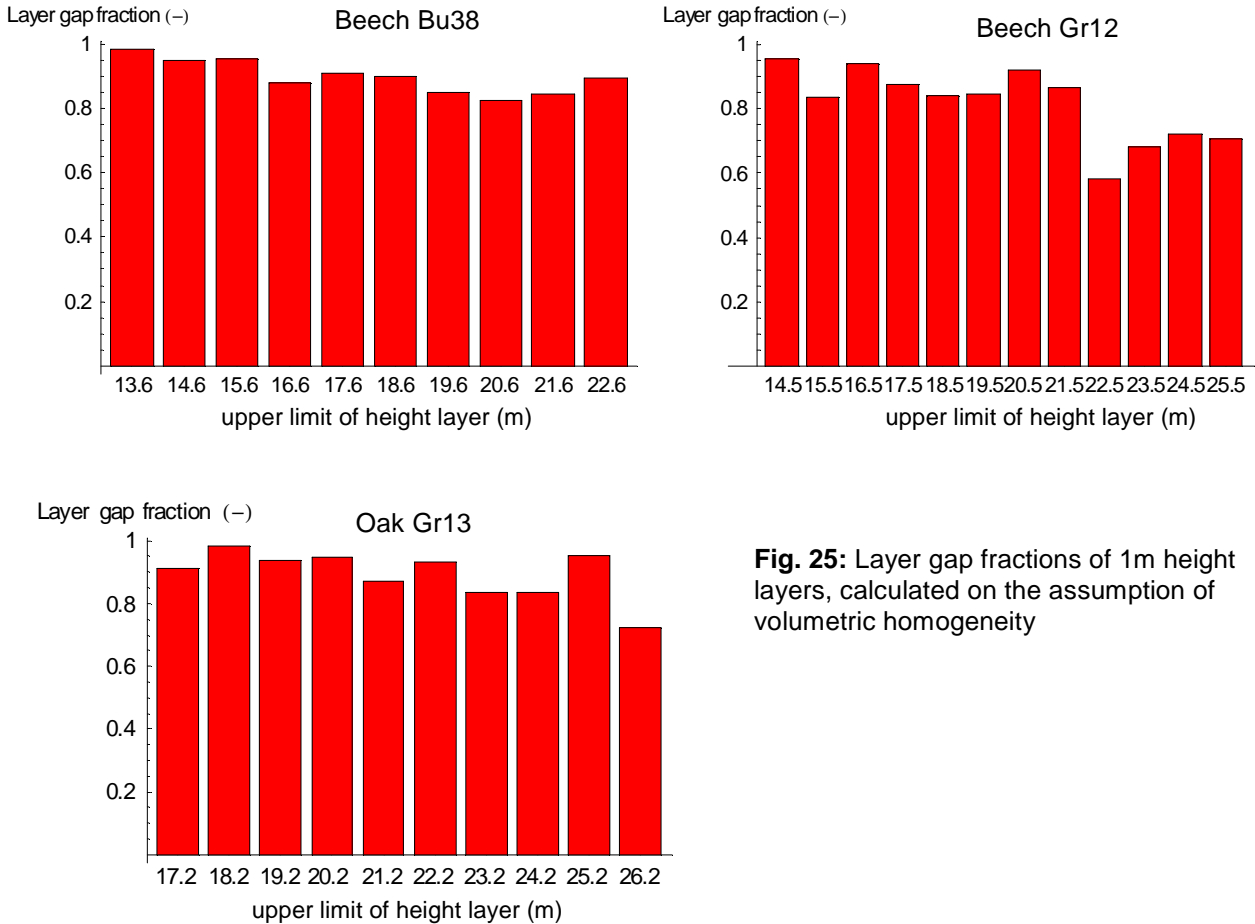 Layer gap fraction (−)
Beech Bu38
1
0.8
0.6
0.4
0.2
13.6 14.6 15.6 16.6 17.6 18.6 19.6 20.6 21.6 22.6
upper limit of height layer (m)
Layer gap fraction (−)
Beech Gr12
1
0.8
0.6
0.4
0.2
14.5 15.5 16.5 17.5 18.5 19.5 20.5 21.5 22.5 23.5 24.5 25.5
upper limit of height layer (m)
Layer gap fraction (−)
Oak Gr13
1
0.8
0.6
0.4
0.2
17.2 18.2 19.2 20.2 21.2 22.2 23.2 24.2 25.2 26.2
upper limit of height layer (m)
Fig. 25: Layer gap fractions of 1m height
layers, calculated on the assumption of
volumetric homogeneity